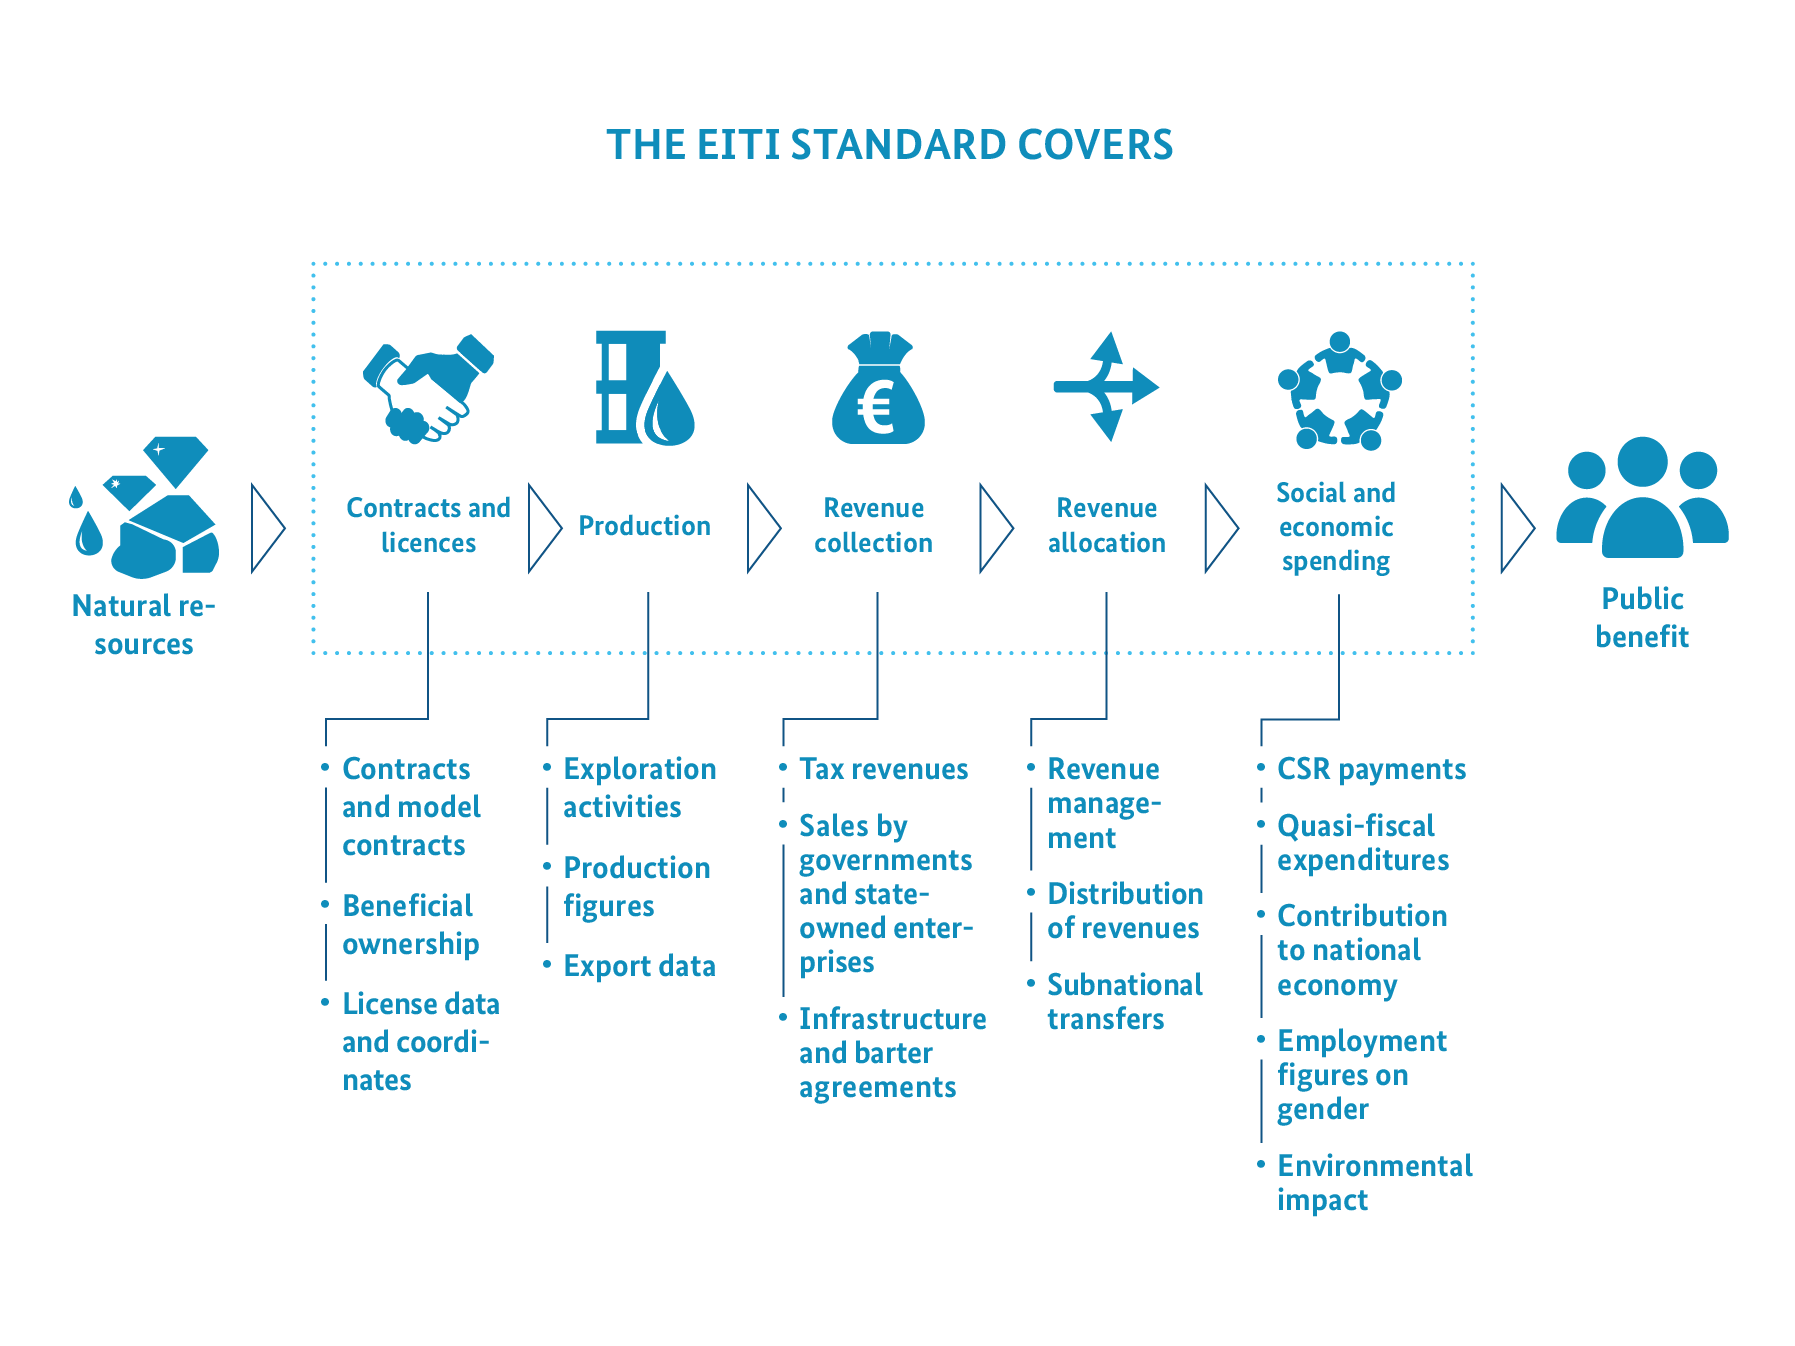 THE EITI STANDARD COVERS
Natural re-
sources
Contracts and
licences
Production
Revenue
collection
Revenue
allocation
Social and
economic
spending
Public
benefit
• Contracts
and model
contracts
• Beneficial
ownership
• License data
and coordi-
nates
• Exploration
activities
• Production
figures
• Export data
• Tax revenues
• Sales by
governments
and state-
owned enter-
prises
• Infrastructure
and barter
agreements
• Revenue
manage-
ment
• Distribution
of revenues
• Subnational
transfers
• CSR payments
• Quasi-fiscal
expenditures
• Contribution
to national
economy
• Employment
figures on
gender
• Environmental
impact